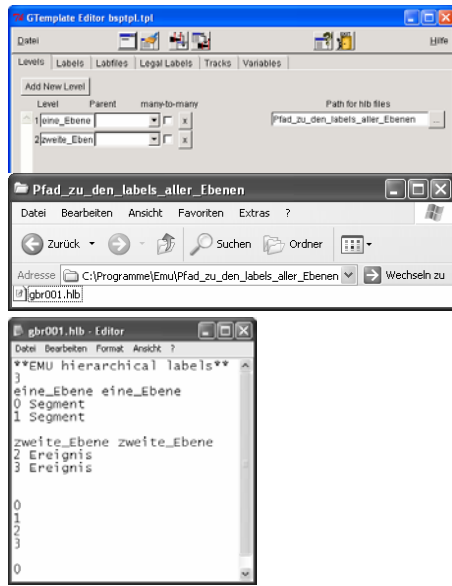 GTemplate Editor bsptpl.tpl
Datei Hilfe
Levels Labels Labfiles Legal Labels Tracks Variables
Add New Level
Level Parent many-to-many Path for hlb files
1 eine_Ebene x Pfad_zu_den_labels_aller_Ebenen ...
2 zweite_Eben x
Pfad_zu_den_labels_aller_Ebenen
Datei Bearbeiten Ansicht Favoriten Extras ?
Zurück Suchen Ordner
Adresse C:\Programme\Emu\Pfad_zu_den_labels_aller_Ebenen Wechseln zu
gbr001.hlb
gbr001.hlb - Editor
Datei Bearbeiten Format Ansicht ?
**EMU hierarchical labels**
3
eine_Ebene eine_Ebene
0 Segment
1 Segment
zweite_Ebene zweite_Ebene
2 Ereignis
3 Ereignis
0
1
2
3
0